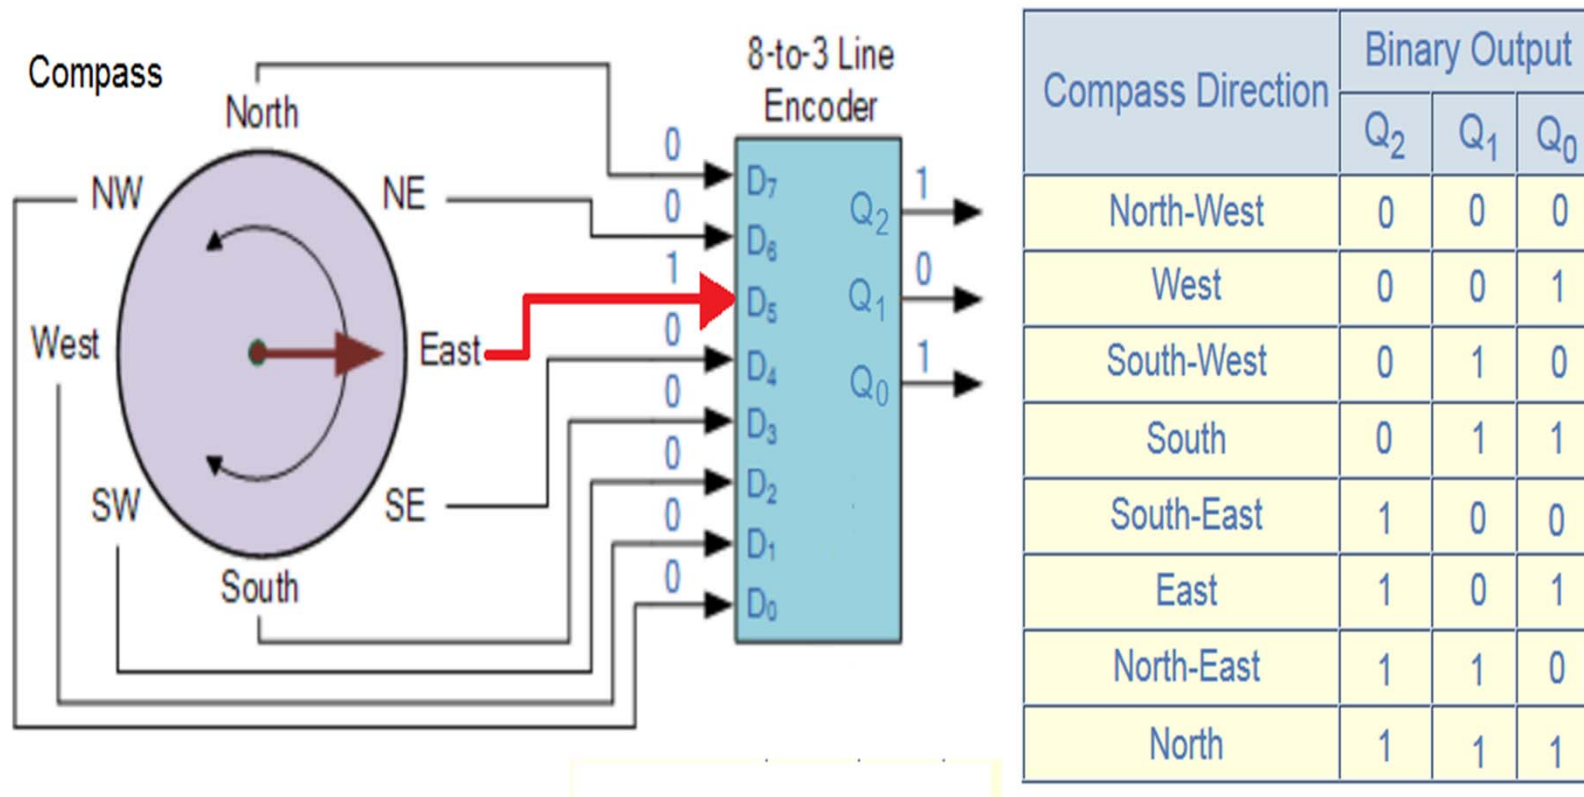 Compass
North
NW
NE
West
East
SW
SE
South
8-to-3 Line
Encoder
0
0
1
0
0
0
0
0
D7
D6
D5
D4
D3
D2
D1
D0
Q2
Q1
Q0
1
0
1
Compass Direction Binary Output
Q2 Q1 Q0
North-West 0 0 0
West 0 0 1
South-West 0 1 0
South 0 1 1
South-East 1 0 0
East 1 0 1
North-East 1 1 0
North 1 1 1